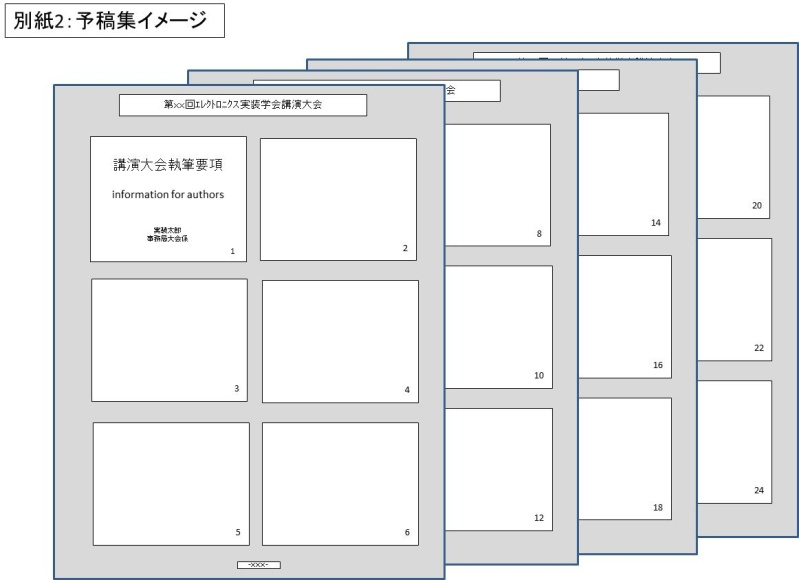 別紙2：予稿集イメージ
第××回ｴﾚｸﾄﾛﾆｸｽ実装学会講演大会
講演大会執筆要項
information for authors
実装太郎
事務局大会係
1
2
3
4
5
6
-×××-
会
8
10
12
14
16
18
20
22
24